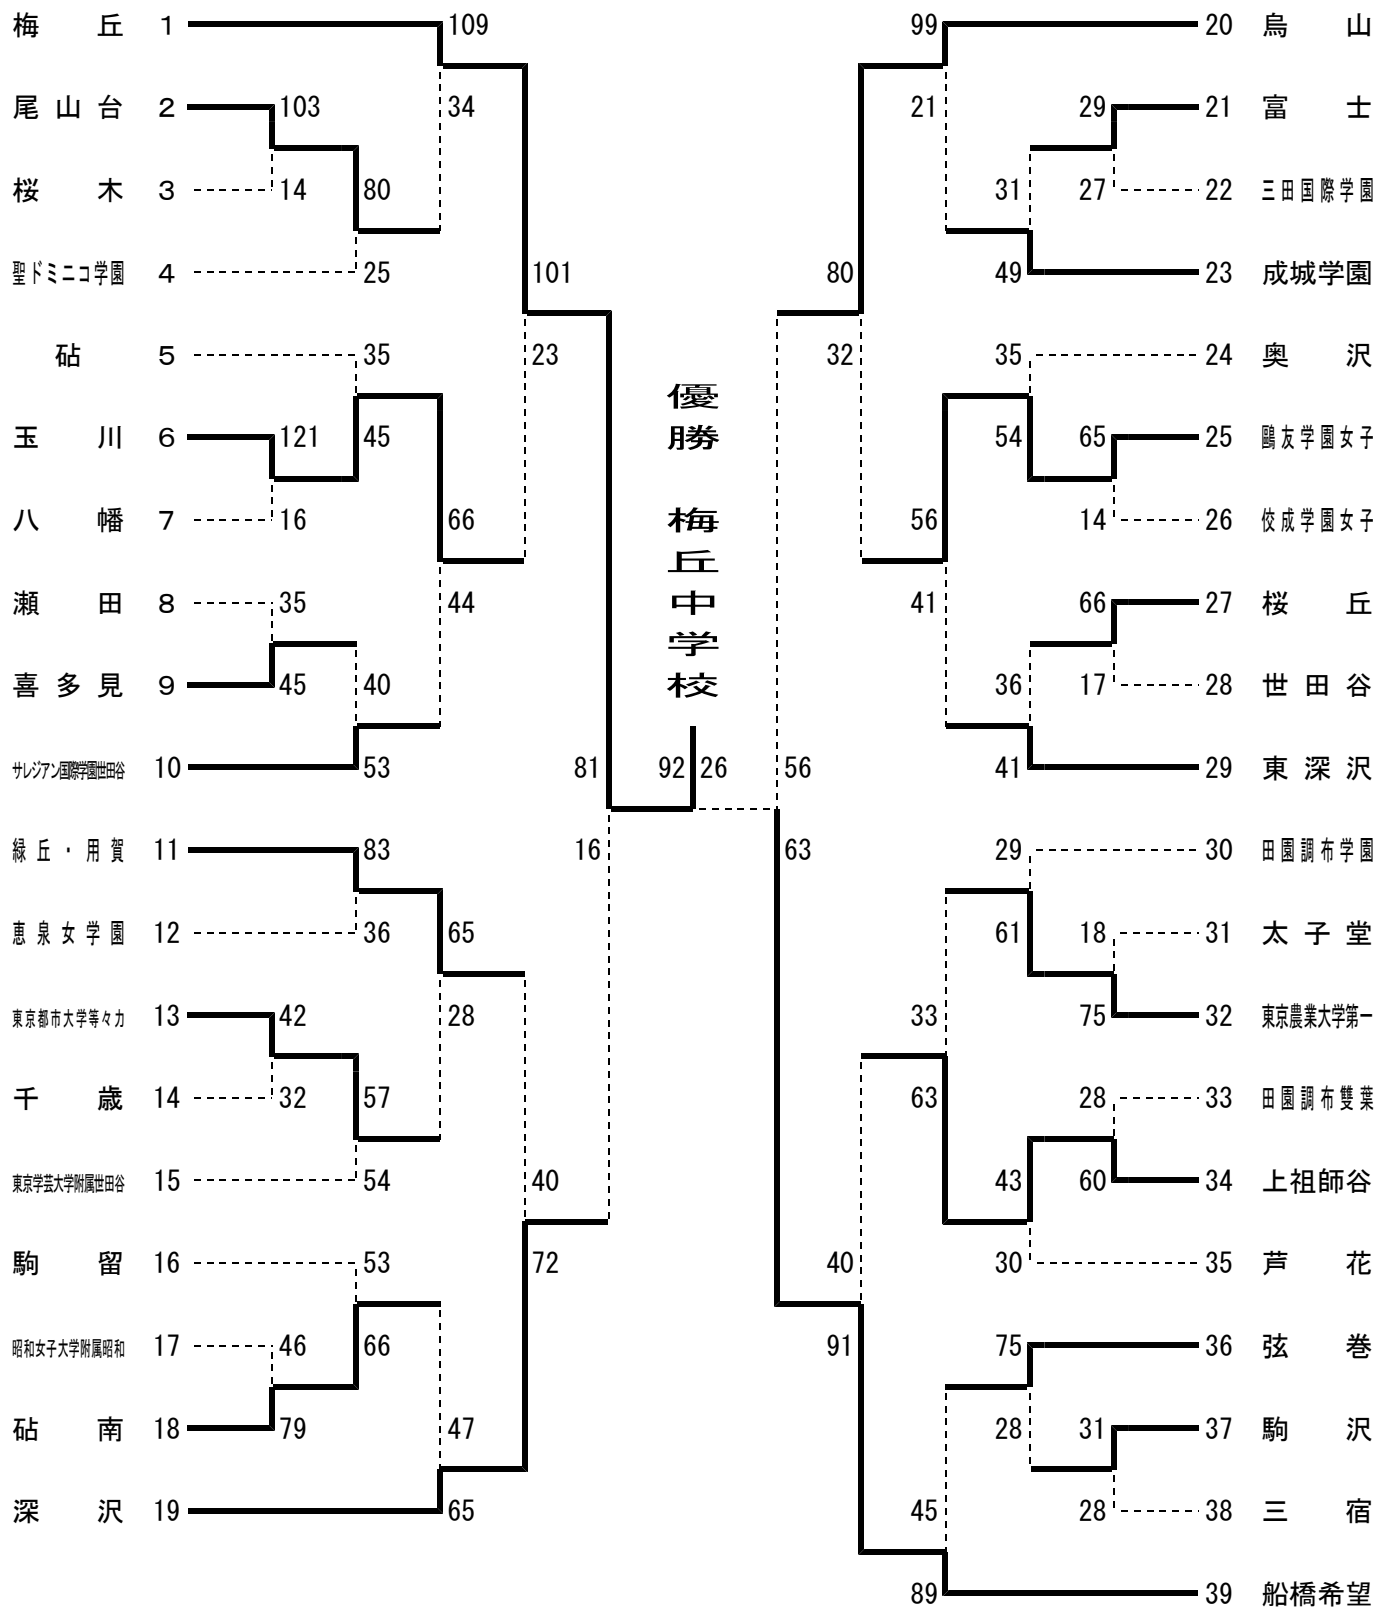 梅丘 1 109 99 20 烏山
尾山台 2 103 34 21 29 21 富士
桜木 3 14 80 31 27 22 三田国際学園
聖ドミニコ学園 4 25 101 80 49 23 成城学園
砧 5 35 23 32 35 24 奥沢
玉川 6 121 45 54 65 25 鷗友学園女子
八幡 7 16 66 56 14 26 佼成学園女子
瀬田 8 35 44 41 66 27 桜丘
喜多見 9 45 40 36 17 28 世田谷
優勝 梅丘中学校
サレジアン国際学園世田谷 10 53 81 92 26 56 41 29 東深沢
緑丘・用賀 11 83 16 63 29 30 田園調布学園
恵泉女学園 12 36 65 61 18 31 太子堂
東京都市大学等々力 13 42 28 33 75 32 東京農業大学第一
千歳 14 32 57 63 28 33 田園調布雙葉
東京学芸大学附属世田谷 15 54 40 43 60 34 上祖師谷
駒留 16 53 72 40 30 35 芦花
昭和女子大学附属昭和 17 46 66 91 75 36 弦巻
砧南 18 79 47 28 31 37 駒沢
深沢 19 65 45 28 38 三宿
89 39 船橋希望